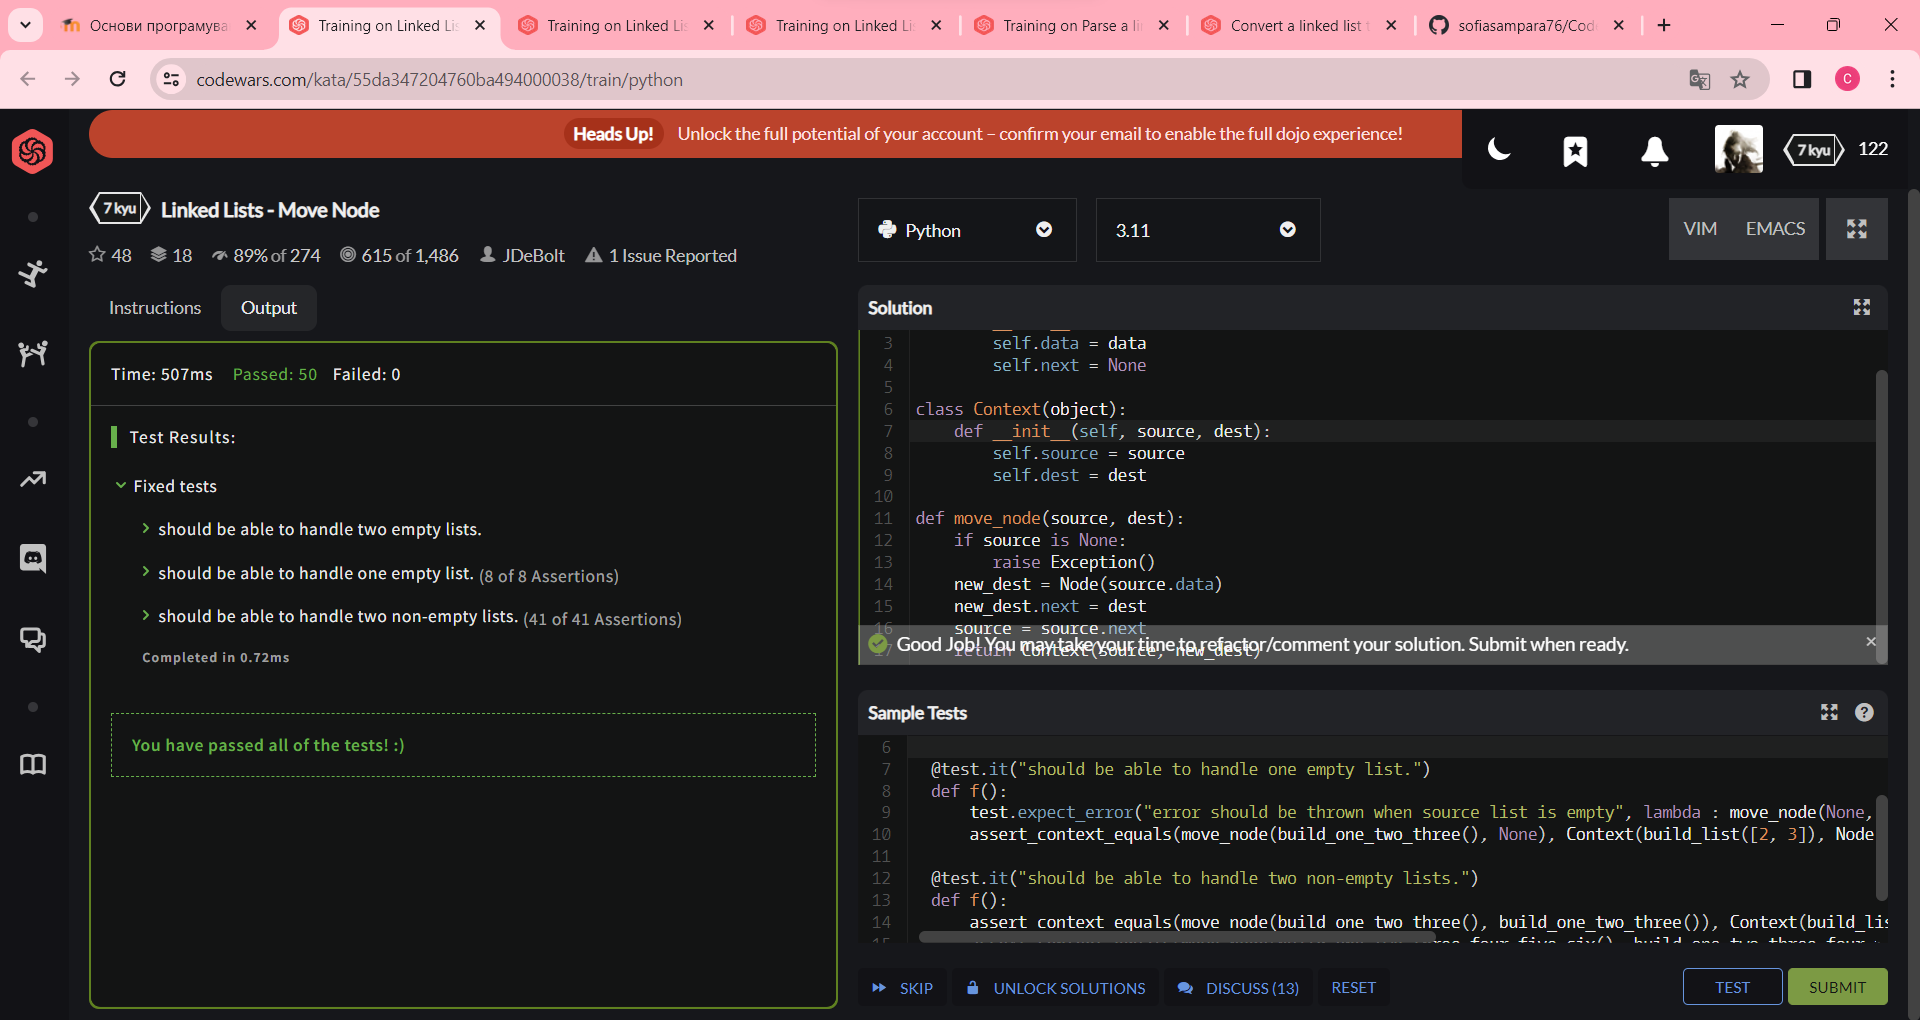 Основи програмува
Training on Linked Lis
Training on Linked Lis
Training on Linked Lis
Training on Parse a lin
Convert a linked list t
sofiasampara76/Code
codewars.com/kata/55da347204760ba494000038/train/python
C
Heads Up! Unlock the full potential of your account – confirm your email to enable the full dojo experience!
7 kyu 122
7 kyu Linked Lists - Move Node
48 18 89% of 274 615 of 1,486 JDeBolt 1 Issue Reported
Python
3.11
VIM EMACS
Instructions Output
Time: 507ms Passed: 50 Failed: 0
Test Results:
Fixed tests
should be able to handle two empty lists.
should be able to handle one empty list. (8 of 8 Assertions)
should be able to handle two non-empty lists. (41 of 41 Assertions)
Completed in 0.72ms
You have passed all of the tests! :)
Solution
3 self.data = data
4 self.next = None
5
6 class Context(object):
7 def __init__(self, source, dest):
8 self.source = source
9 self.dest = dest
10
11 def move_node(source, dest):
12 if source is None:
13 raise Exception()
14 new_dest = Node(source.data)
15 new_dest.next = dest
16 source = source.next
17 return Context(source, new_dest)
Good Job! You may take your time to refactor/comment your solution. Submit when ready.
Sample Tests
6
7 @test.it("should be able to handle one empty list.")
8 def f():
9 test.expect_error("error should be thrown when source list is empty", lambda : move_node(None,
10 assert_context_equals(move_node(build_one_two_three(), None), Context(build_list([2, 3]), Node
11
12 @test.it("should be able to handle two non-empty lists.")
13 def f():
14 assert_context_equals(move_node(build_one_two_three(), build_one_two_three()), Context(build_lis
15
SKIP UNLOCK SOLUTIONS DISCUSS (13) RESET
TEST SUBMIT